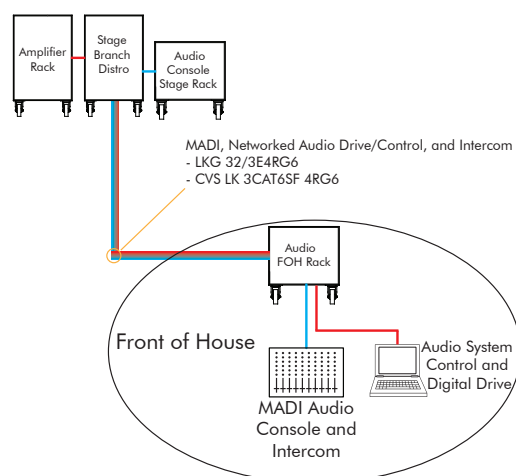 Amplifier
Rack
Stage
Branch
Distro
Audio
Console
Stage Rack
MADI, Networked Audio Drive/Control, and Intercom
- LKG 32/3E4RG6
- CVS LK 3CAT6SF 4RG6
Audio
FOH Rack
Front of House
MADI Audio
Console and
Intercom
Audio System
Control and
Digital Drive